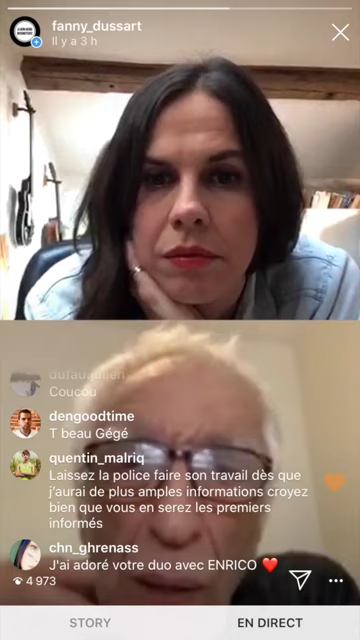 fanny_dussart
Il y a 3 h
dufaujulien
Coucou
dengoodtime
T beau Gégé
quentin_malriq
Laissez la police faire son travail dès que
j'aurai de plus amples informations croyez
bien que vous en serez les premiers
informés
chn_ghrenass
J'ai adoré votre duo avec ENRICO ❤️
4 973
STORY
EN DIRECT